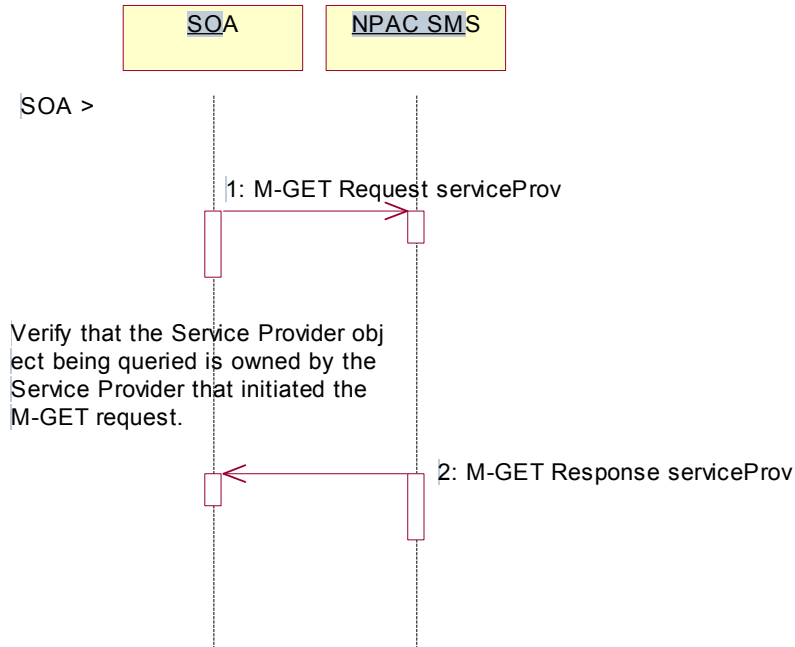 SOA
NPAC SMS
SOA >
1: M-GET Request serviceProv
Verify that the Service Provider obj
ect being queried is owned by the
Service Provider that initiated the
M-GET request.
2: M-GET Response serviceProv